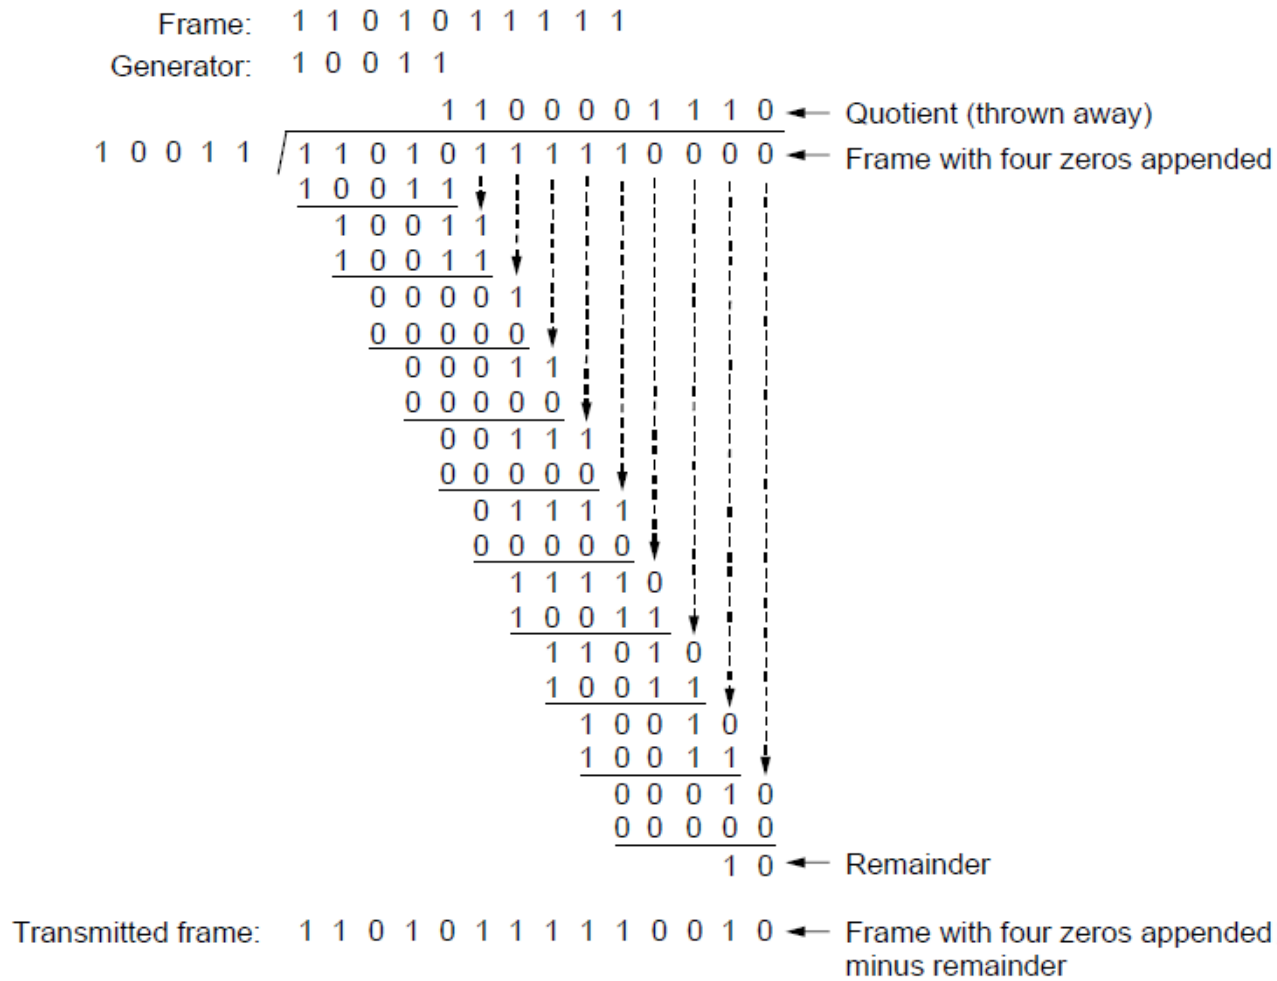 Frame: 1 1 0 1 0 1 1 1 1 1
Generator: 1 0 0 1 1
1 1 0 0 0 0 1 1 1 0 Quotient (thrown away)
1 0 0 1 1 1 1 0 1 0 1 1 1 1 1 0 0 0 0 Frame with four zeros appended
1 0 0 1 1
1 0 0 1 1
1 0 0 1 1
0 0 0 0 1
0 0 0 0 0
0 0 0 1 1
0 0 0 0 0
0 0 1 1 1
0 0 0 0 0
0 1 1 1 1
0 0 0 0 0
1 1 1 1 0
1 0 0 1 1
1 1 0 1 0
1 0 0 1 1
1 0 0 1 0
1 0 0 1 1
0 0 0 1 0
0 0 0 0 0
1 0 Remainder
Transmitted frame: 1 1 0 1 0 1 1 1 1 1 0 0 1 0 Frame with four zeros appended
minus remainder